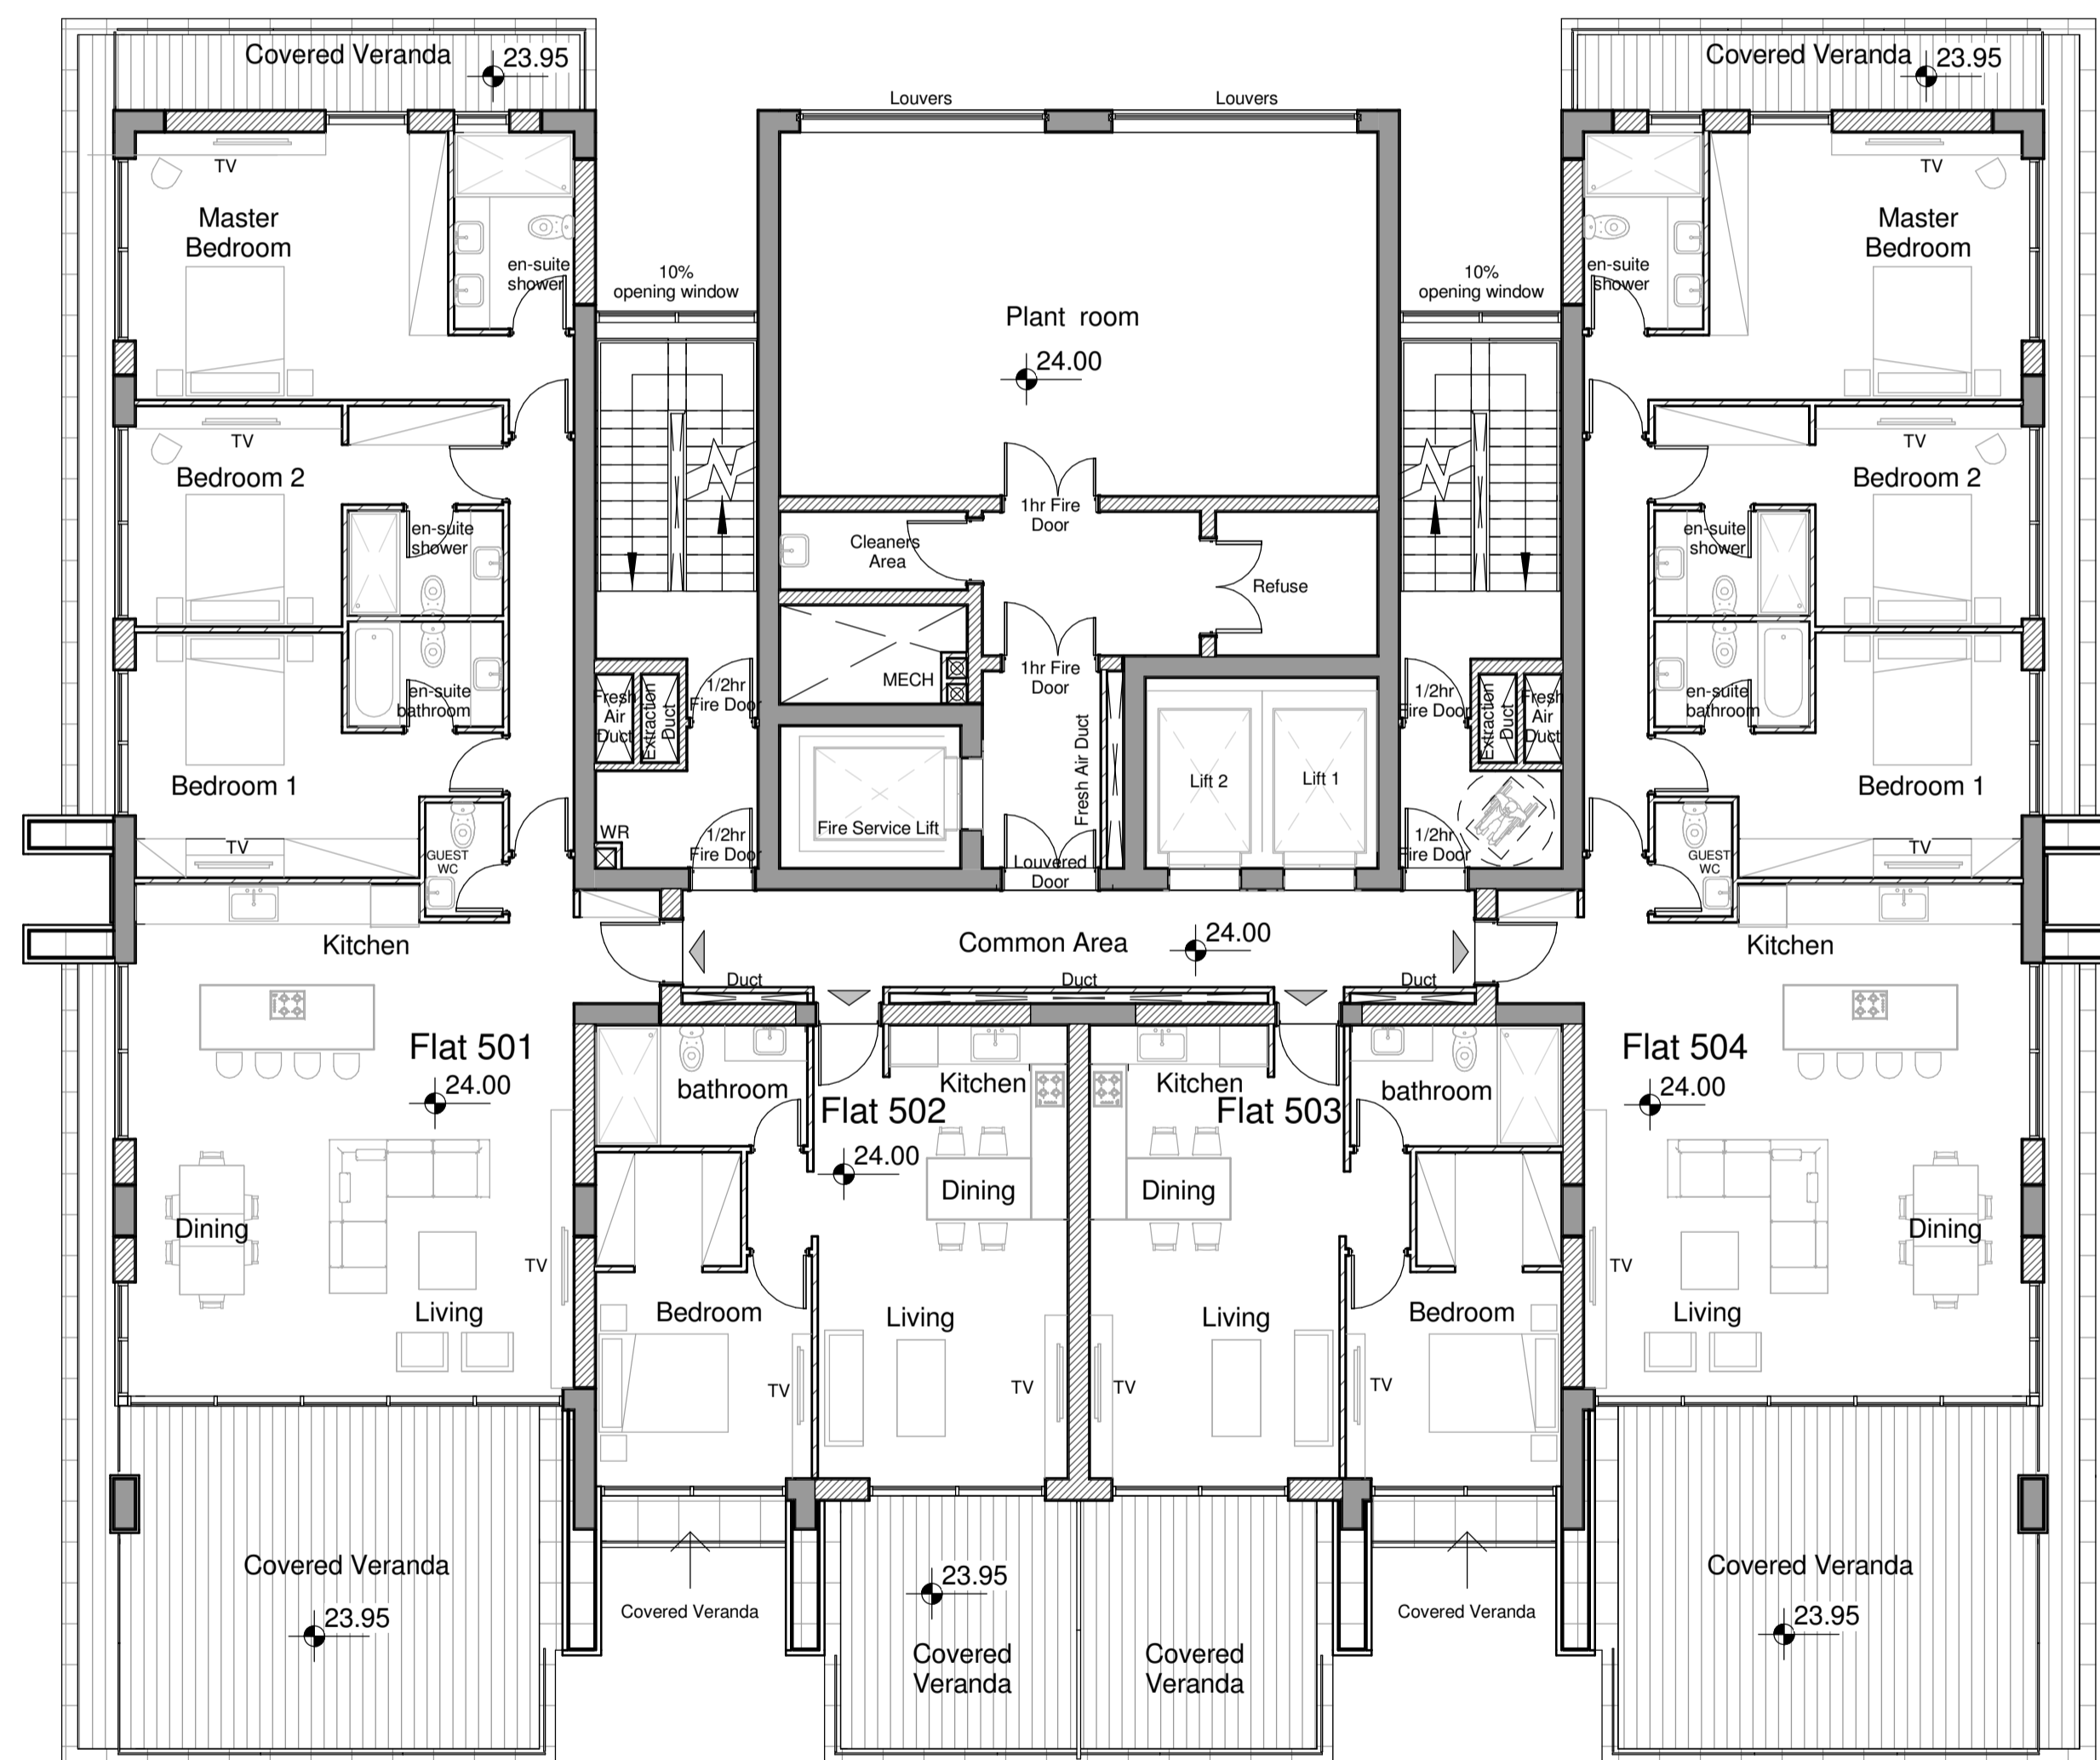 Covered Veranda
23.95
Covered Veranda
23.95
Louvers
Louvers
TV
TV
Master
Bedroom
Master
Bedroom
en-suite
shower
en-suite
shower
10%
opening window
10%
opening window
Plant room
24.00
TV
TV
Bedroom 2
Bedroom 2
1hr Fire
Door
en-suite
shower
en-suite
shower
Cleaners
Area
Refuse
1hr Fire
Door
MECH
en-suite
bathroom
en-suite
bathroom
Fresh
Air
Duct
Extraction
Duct
1/2hr
Fire Door
1/2hr
Fire Door
Extraction
Duct
Fresh
Air
Duct
Fresh Air Duct
Lift 2
Lift 1
Bedroom 1
Bedroom 1
WR
1/2hr
Fire Door
Fire Service Lift
1/2hr
Fire Door
TV
TV
GUEST
WC
GUEST
WC
Louvered
Door
Kitchen
Common Area
24.00
Kitchen
Duct
Duct
Duct
Flat 501
24.00
Flat 504
24.00
bathroom
Kitchen
Kitchen
bathroom
Flat 502
24.00
Flat 503
Dining
Dining
Dining
Dining
TV
TV
Living
Bedroom
Living
Living
Bedroom
Living
TV
TV
TV
TV
Covered Veranda
23.95
Covered Veranda
23.95
Covered
Veranda
Covered
Veranda
Covered Veranda
Covered Veranda
23.95